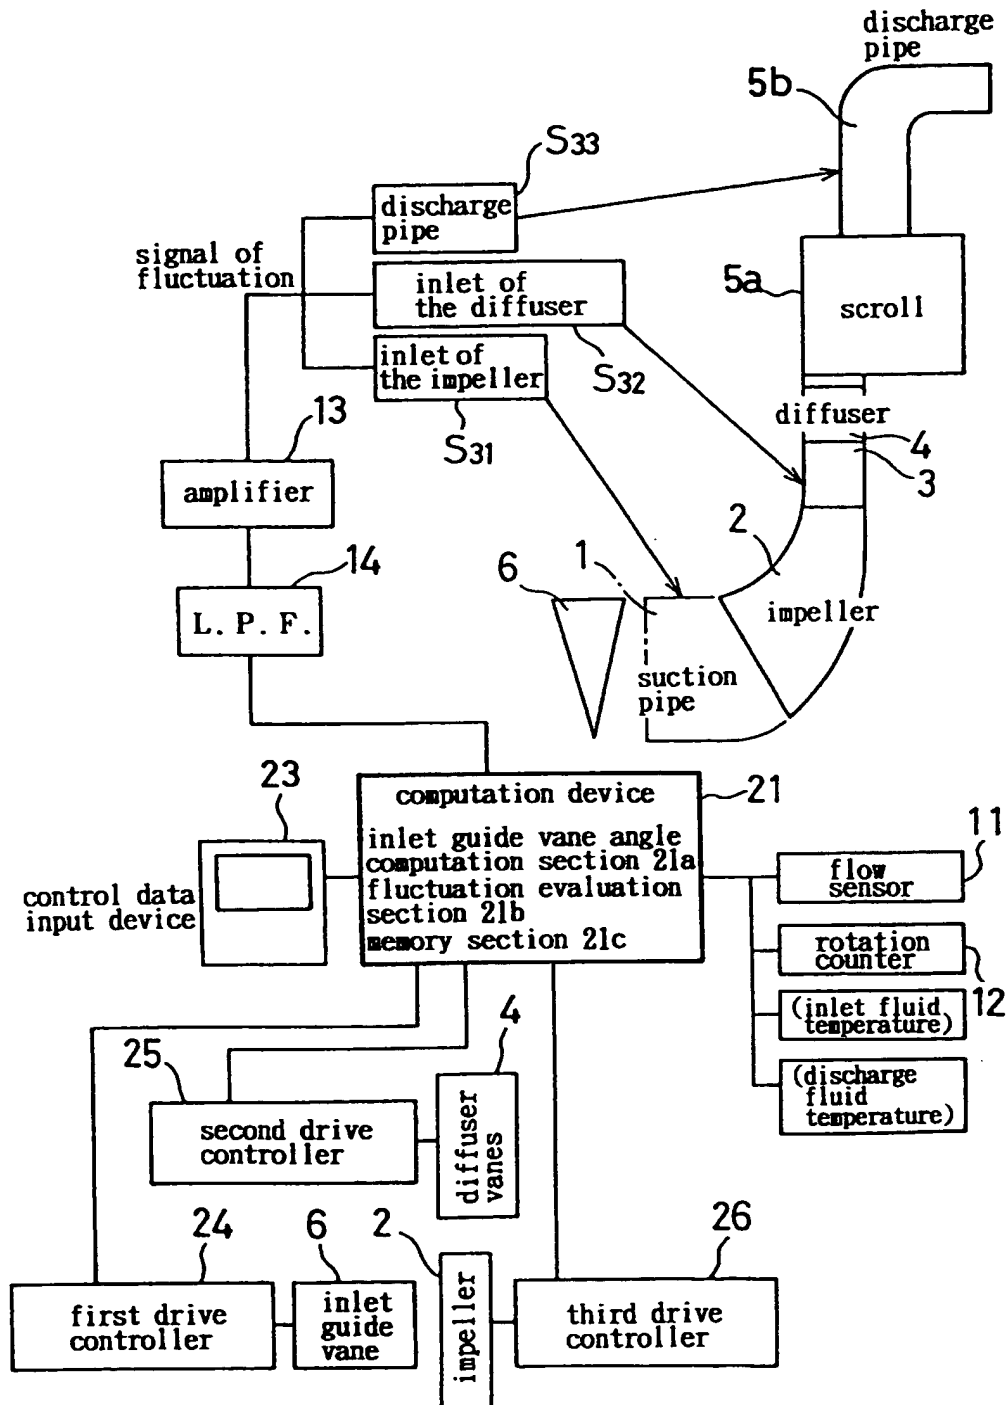 discharge
pipe
5b
S33
discharge
pipe
signal of
fluctuation
inlet of
the diffuser
5a
scroll
inlet of
the impeller
S32
S31
diffuser
4
3
13
amplifier
2
14
1
6
L. P. F.
impeller
suction
pipe
23
computation device
21
inlet guide vane angle
computation section 21a
fluctuation evaluation
section 21b
memory section 21c
control data
input device
11
flow
sensor
rotation
counter
12
(inlet fluid
temperature)
(discharge
fluid
temperature)
4
25
second drive
controller
diffuser
vanes
24
6
2
26
first drive
controller
inlet
guide
vane
impeller
third drive
controller